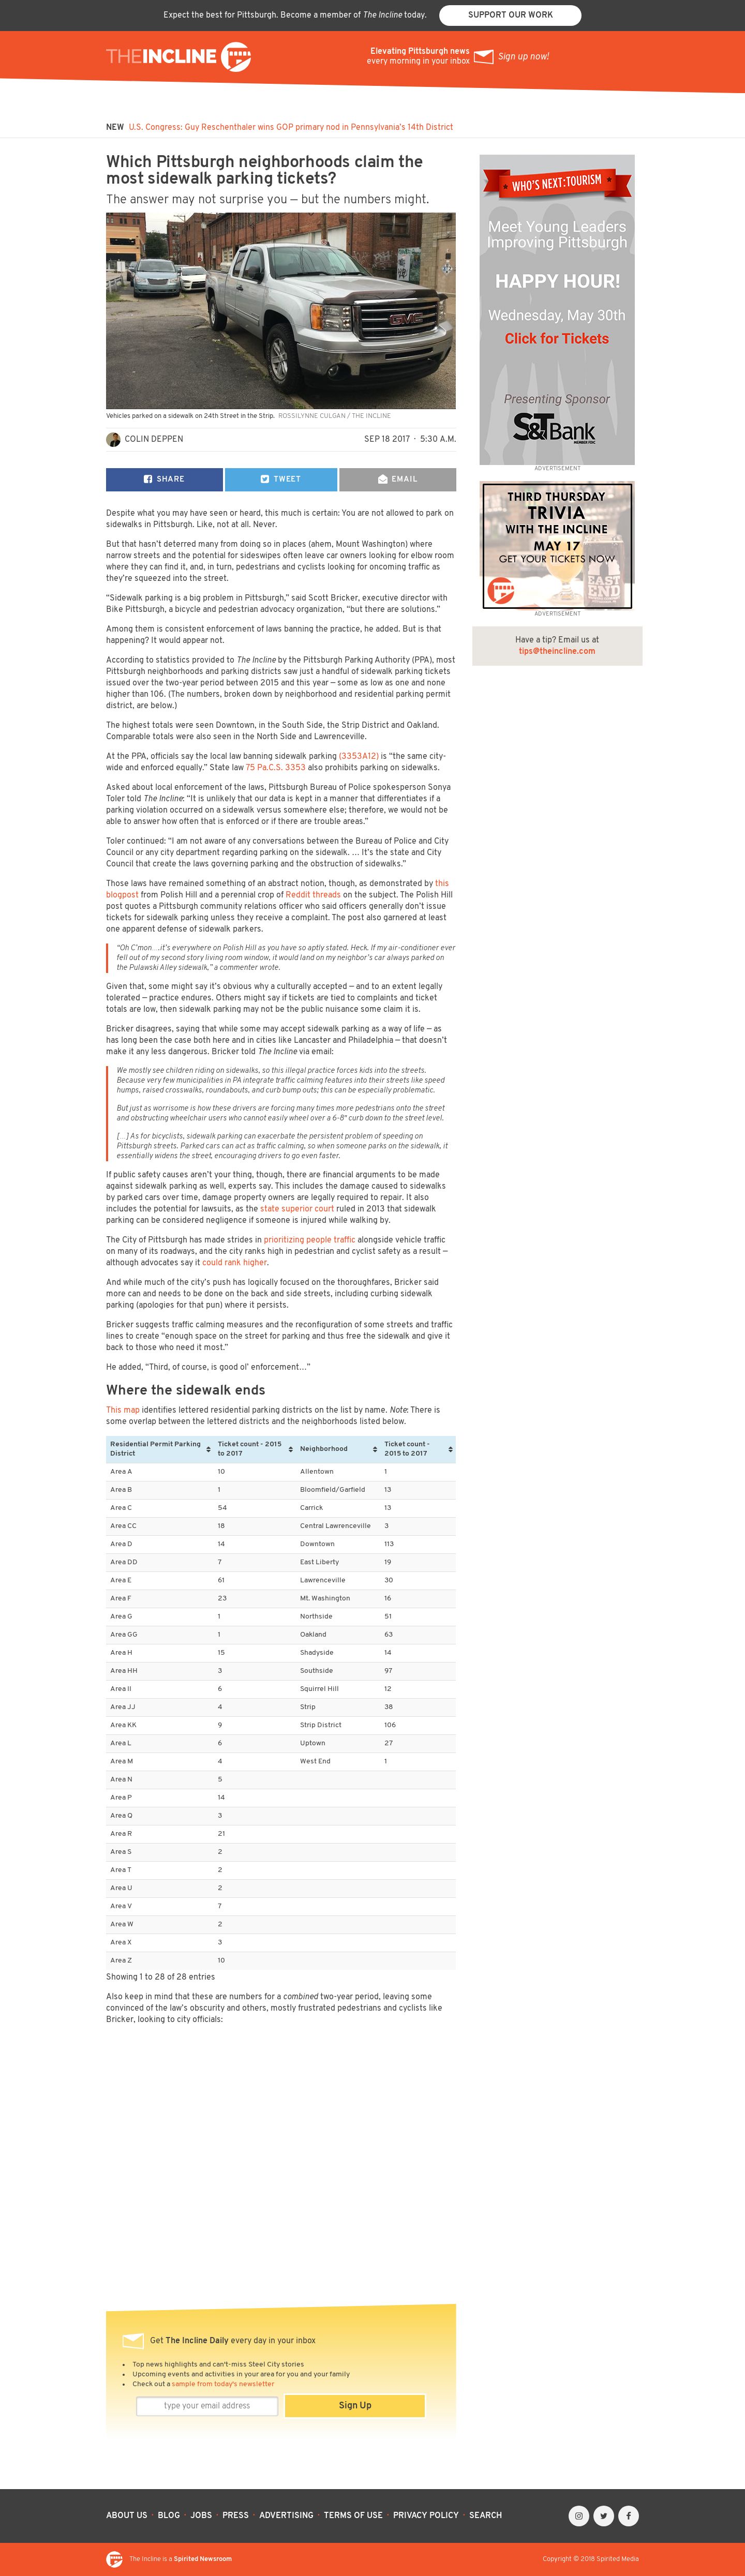 Expect the best for Pittsburgh. Become a member of The Incline today.
SUPPORT OUR WORK
THEINCLINE
Elevating Pittsburgh news
every morning in your inbox
Sign up now!
NEW U.S. Congress: Guy Reschenthaler wins GOP primary nod in Pennsylvania's 14th District
Which Pittsburgh neighborhoods claim the
most sidewalk parking tickets?
The answer may not surprise you — but the numbers might.
GMC
Vehicles parked on a sidewalk on 24th Street in the Strip. ROSSILYNNE CULGAN / THE INCLINE
COLIN DEPPEN
SEP 18 2017 · 5:30 A.M.
SHARE
TWEET
EMAIL
Despite what you may have seen or heard, this much is certain: You are not allowed to park on
sidewalks in Pittsburgh. Like, not at all. Never.
But that hasn't deterred many from doing so in places (ahem, Mount Washington) where
narrow streets and the potential for sideswipes often leave car owners looking for elbow room
where they can find it, and, in turn, pedestrians and cyclists looking for oncoming traffic as
they're squeezed into the street.
"Sidewalk parking is a big problem in Pittsburgh," said Scott Bricker, executive director with
Bike Pittsburgh, a bicycle and pedestrian advocacy organization, "but there are solutions."
Among them is consistent enforcement of laws banning the practice, he added. But is that
happening? It would appear not.
According to statistics provided to The Incline by the Pittsburgh Parking Authority (PPA), most
Pittsburgh neighborhoods and parking districts saw just a handful of sidewalk parking tickets
issued over the two-year period between 2015 and this year — some as low as one and none
higher than 106. (The numbers, broken down by neighborhood and residential parking permit
district, are below.)
The highest totals were seen Downtown, in the South Side, the Strip District and Oakland.
Comparable totals were also seen in the North Side and Lawrenceville.
At the PPA, officials say the local law banning sidewalk parking (3353A12) is "the same city-
wide and enforced equally." State law 75 Pa.C.S. 3353 also prohibits parking on sidewalks.
Asked about local enforcement of the laws, Pittsburgh Bureau of Police spokesperson Sonya
Toler told The Incline: "It is unlikely that our data is kept in a manner that differentiates if a
parking violation occurred on a sidewalk versus somewhere else; therefore, we would not be
able to answer how often that is enforced or if there are trouble areas."
Toler continued: "I am not aware of any conversations between the Bureau of Police and City
Council or any city department regarding parking on the sidewalk. … It's the state and City
Council that create the laws governing parking and the obstruction of sidewalks."
Those laws have remained something of an abstract notion, though, as demonstrated by this
blogpost from Polish Hill and a perennial crop of Reddit threads on the subject. The Polish Hill
post quotes a Pittsburgh community relations officer who said officers generally don't issue
tickets for sidewalk parking unless they receive a complaint. The post also garnered at least
one apparent defense of sidewalk parkers.
"Oh C'mon….it's everywhere on Polish Hill as you have so aptly stated. Heck. If my air-conditioner ever
fell out of my second story living room window, it would land on my neighbor's car always parked on
the Pulawski Alley sidewalk," a commenter wrote.
Given that, some might say it's obvious why a culturally accepted — and to an extent legally
tolerated — practice endures. Others might say if tickets are tied to complaints and ticket
totals are low, then sidewalk parking may not be the public nuisance some claim it is.
Bricker disagrees, saying that while some may accept sidewalk parking as a way of life — as
has long been the case both here and in cities like Lancaster and Philadelphia — that doesn't
make it any less dangerous. Bricker told The Incline via email:
We mostly see children riding on sidewalks, so this illegal practice forces kids into the streets.
Because very few municipalities in PA integrate traffic calming features into their streets like speed
humps, raised crosswalks, roundabouts, and curb bump outs; this can be especially problematic.
But just as worrisome is how these drivers are forcing many times more pedestrians onto the street
and obstructing wheelchair users who cannot easily wheel over a 6-8" curb down to the street level.
[…] As for bicyclists, sidewalk parking can exacerbate the persistent problem of speeding on
Pittsburgh streets. Parked cars can act as traffic calming, so when someone parks on the sidewalk, it
essentially widens the street, encouraging drivers to go even faster.
If public safety causes aren't your thing, though, there are financial arguments to be made
against sidewalk parking as well, experts say. This includes the damage caused to sidewalks
by parked cars over time, damage property owners are legally required to repair. It also
includes the potential for lawsuits, as the state superior court ruled in 2013 that sidewalk
parking can be considered negligence if someone is injured while walking by.
The City of Pittsburgh has made strides in prioritizing people traffic alongside vehicle traffic
on many of its roadways, and the city ranks high in pedestrian and cyclist safety as a result —
although advocates say it could rank higher.
And while much of the city's push has logically focused on the thoroughfares, Bricker said
more can and needs to be done on the back and side streets, including curbing sidewalk
parking (apologies for that pun) where it persists.
Bricker suggests traffic calming measures and the reconfiguration of some streets and traffic
lines to create "enough space on the street for parking and thus free the sidewalk and give it
back to those who need it most."
He added, "Third, of course, is good ol' enforcement…"
Where the sidewalk ends
This map identifies lettered residential parking districts on the list by name. Note: There is
some overlap between the lettered districts and the neighborhoods listed below.
Residential Permit Parking District Ticket count - 2015 to 2017 Neighborhood Ticket count - 2015 to 2017
Area A 10 Allentown 1
Area B 1 Bloomfield/Garfield 13
Area C 54 Carrick 13
Area CC 18 Central Lawrenceville 3
Area D 14 Downtown 113
Area DD 7 East Liberty 19
Area E 61 Lawrenceville 30
Area F 23 Mt. Washington 16
Area G 1 Northside 51
Area GG 1 Oakland 63
Area H 15 Shadyside 14
Area HH 3 Southside 97
Area II 6 Squirrel Hill 12
Area JJ 4 Strip 38
Area KK 9 Strip District 106
Area L 6 Uptown 27
Area M 4 West End 1
Area N 5
Area P 14
Area Q 3
Area R 21
Area S 2
Area T 2
Area U 2
Area V 7
Area W 2
Area X 3
Area Z 10
Showing 1 to 28 of 28 entries
Also keep in mind that these are numbers for a combined two-year period, leaving some
convinced of the law's obscurity and others, mostly frustrated pedestrians and cyclists like
Bricker, looking to city officials:
WHO'S NEXT:TOURISM
Meet Young Leaders
Improving Pittsburgh
HAPPY HOUR!
Wednesday, May 30th
Click for Tickets
Presenting Sponsor
S&T Bank
MEMBER FDIC
ADVERTISEMENT
THIRD THURSDAY
TRIVIA
WITH THE INCLINE
MAY 17
GET YOUR TICKETS NOW
EAST
END
ADVERTISEMENT
Have a tip? Email us at
tips@theincline.com
Get The Incline Daily every day in your inbox
• Top news highlights and can't-miss Steel City stories
• Upcoming events and activities in your area for you and your family
• Check out a sample from today's newsletter
type your email address
Sign Up
ABOUT US · BLOG · JOBS · PRESS · ADVERTISING · TERMS OF USE · PRIVACY POLICY · SEARCH
The Incline is a Spirited Newsroom
Copyright © 2018 Spirited Media